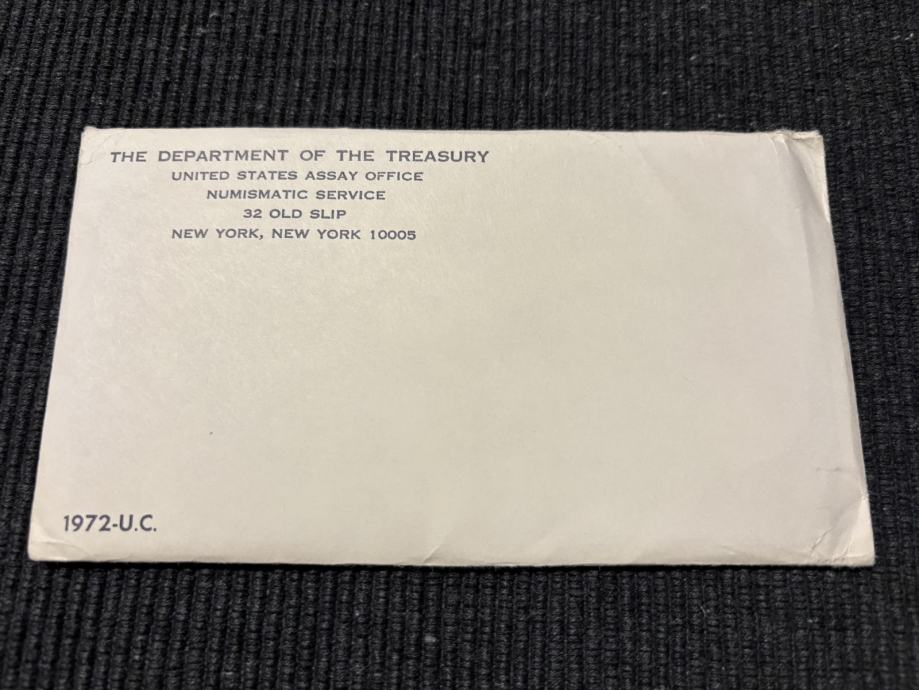 THE DEPARTMENT OF THE TREASURY
UNITED STATES ASSAY OFFICE
NUMISMATIC SERVICE
32 OLD SLIP
NEW YORK, NEW YORK 10005
1972-U.C.